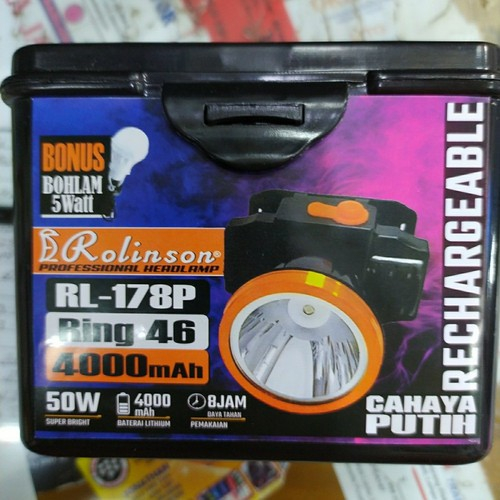 BONUS
BOHLAM
5Watt
Rolinson®
PROFESSIONAL HEADLAMP
RL-178P
Ring 46
4000mAh
50W
SUPER BRIGHT
4000
mAh
BATERAI LITHIUM
8JAM
DAYA TAHAN
PEMAKAIAN
RECHARGEABLE
CAHAYA
PUTIH